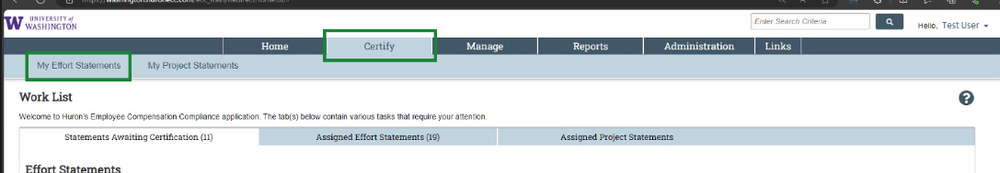 UNIVERSITY of
WASHINGTON
Enter Search Criteria
Hello, Test User
Home Certify Manage Reports Administration Links
My Effort Statements My Project Statements
Work List
Welcome to Huron's Employee Compensation Compliance application. The tab(s) below contain various tasks that require your attention.
Statements Awaiting Certification (11) Assigned Effort Statements (19) Assigned Project Statements
Effort Statements